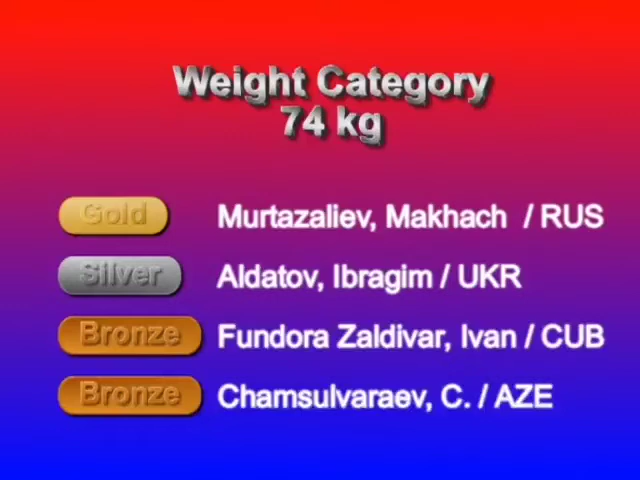 Weight Category
74 kg
Gold Murtazaliev, Makhach / RUS
Silver Aldatov, Ibragim / UKR
Bronze Fundora Zaldivar, Ivan / CUB
Bronze Chamsulvaraev, C. / AZE